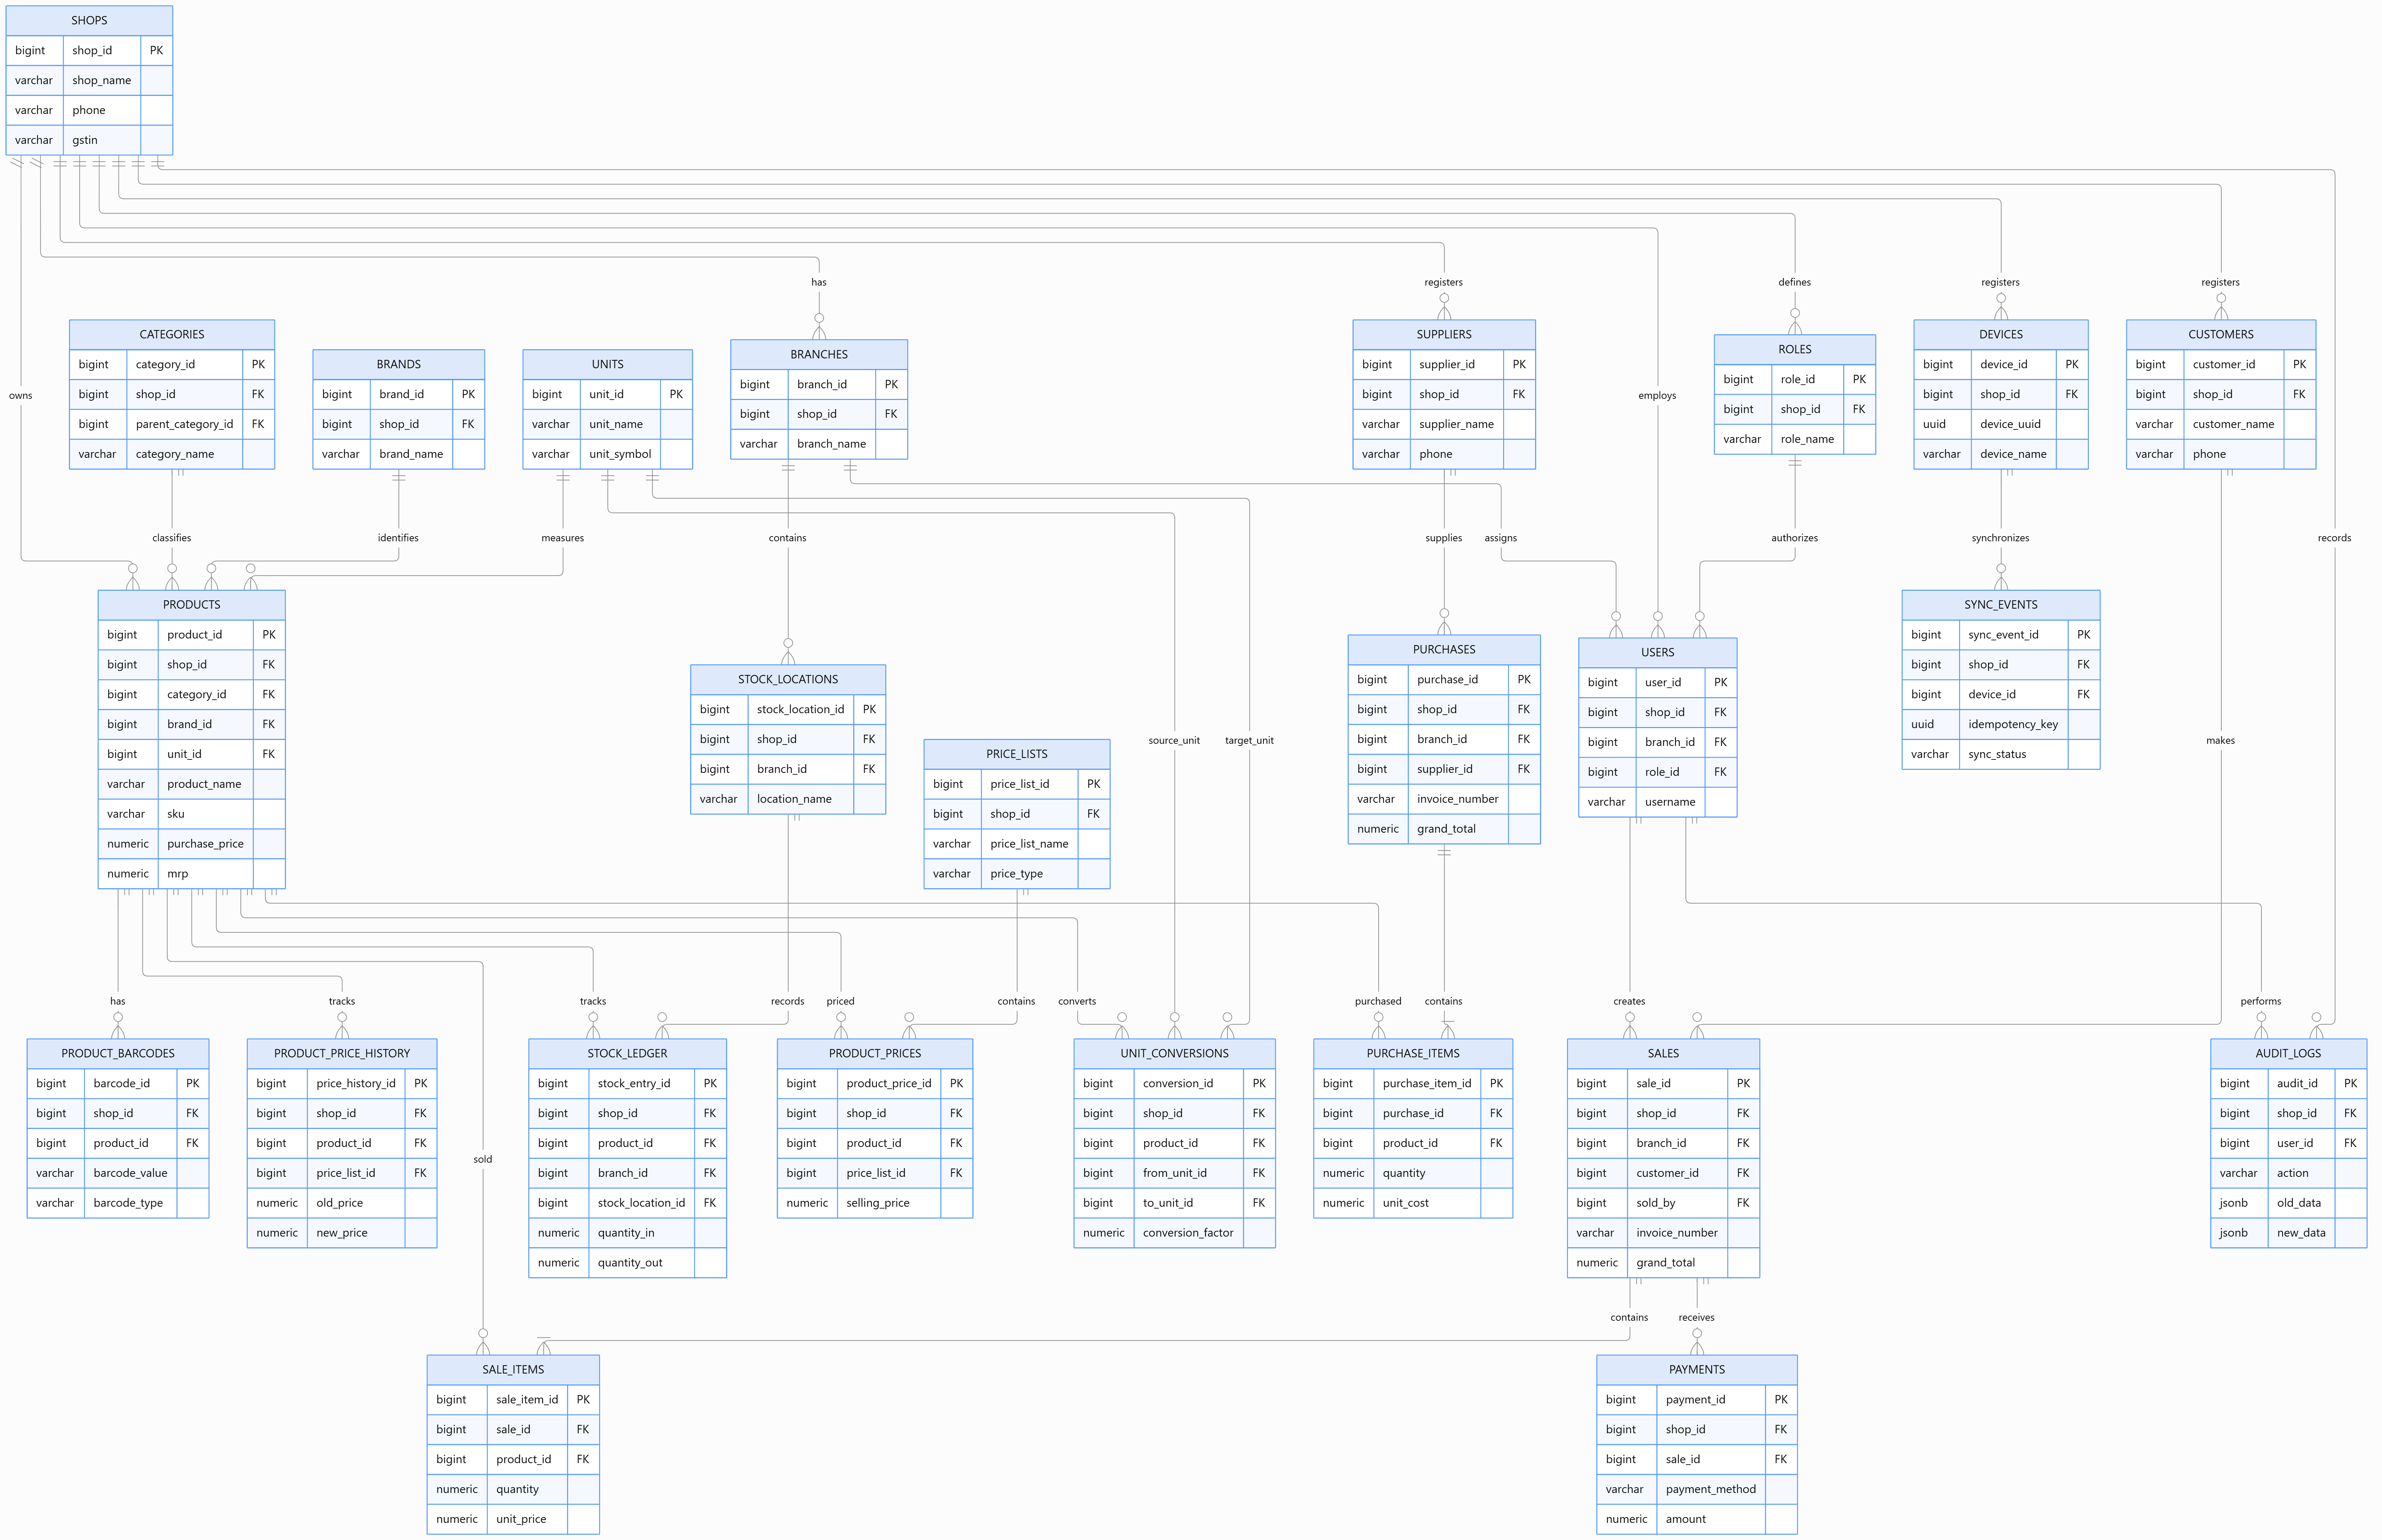 SHOPS
bigint shop_id PK
varchar shop_name
varchar phone
varchar gstin
has
registers
defines
registers
registers
owns
employs
CATEGORIES
bigint category_id PK
bigint shop_id FK
bigint parent_category_id FK
varchar category_name
BRANDS
bigint brand_id PK
bigint shop_id FK
varchar brand_name
UNITS
bigint unit_id PK
varchar unit_name
varchar unit_symbol
BRANCHES
bigint branch_id PK
bigint shop_id FK
varchar branch_name
SUPPLIERS
bigint supplier_id PK
bigint shop_id FK
varchar supplier_name
varchar phone
ROLES
bigint role_id PK
bigint shop_id FK
varchar role_name
DEVICES
bigint device_id PK
bigint shop_id FK
uuid device_uuid
varchar device_name
CUSTOMERS
bigint customer_id PK
bigint shop_id FK
varchar customer_name
varchar phone
classifies
identifies
measures
contains
supplies
assigns
authorizes
synchronizes
records
PRODUCTS
bigint product_id PK
bigint shop_id FK
bigint category_id FK
bigint brand_id FK
bigint unit_id FK
varchar product_name
varchar sku
numeric purchase_price
numeric mrp
STOCK_LOCATIONS
bigint stock_location_id PK
bigint shop_id FK
bigint branch_id FK
varchar location_name
PRICE_LISTS
bigint price_list_id PK
bigint shop_id FK
varchar price_list_name
varchar price_type
source_unit
target_unit
PURCHASES
bigint purchase_id PK
bigint shop_id FK
bigint branch_id FK
bigint supplier_id FK
varchar invoice_number
numeric grand_total
USERS
bigint user_id PK
bigint shop_id FK
bigint branch_id FK
bigint role_id FK
varchar username
SYNC_EVENTS
bigint sync_event_id PK
bigint shop_id FK
bigint device_id FK
uuid idempotency_key
varchar sync_status
makes
has
tracks
tracks
records
priced
contains
converts
purchased
contains
creates
performs
PRODUCT_BARCODES
bigint barcode_id PK
bigint shop_id FK
bigint product_id FK
varchar barcode_value
varchar barcode_type
PRODUCT_PRICE_HISTORY
bigint price_history_id PK
bigint shop_id FK
bigint product_id FK
bigint price_list_id FK
numeric old_price
numeric new_price
sold
STOCK_LEDGER
bigint stock_entry_id PK
bigint shop_id FK
bigint product_id FK
bigint branch_id FK
bigint stock_location_id FK
numeric quantity_in
numeric quantity_out
PRODUCT_PRICES
bigint product_price_id PK
bigint shop_id FK
bigint product_id FK
bigint price_list_id FK
numeric selling_price
UNIT_CONVERSIONS
bigint conversion_id PK
bigint shop_id FK
bigint product_id FK
bigint from_unit_id FK
bigint to_unit_id FK
numeric conversion_factor
PURCHASE_ITEMS
bigint purchase_item_id PK
bigint purchase_id FK
bigint product_id FK
numeric quantity
numeric unit_cost
SALES
bigint sale_id PK
bigint shop_id FK
bigint branch_id FK
bigint customer_id FK
bigint sold_by FK
varchar invoice_number
numeric grand_total
AUDIT_LOGS
bigint audit_id PK
bigint shop_id FK
bigint user_id FK
varchar action
jsonb old_data
jsonb new_data
contains
receives
SALE_ITEMS
bigint sale_item_id PK
bigint sale_id FK
bigint product_id FK
numeric quantity
numeric unit_price
PAYMENTS
bigint payment_id PK
bigint shop_id FK
bigint sale_id FK
varchar payment_method
numeric amount